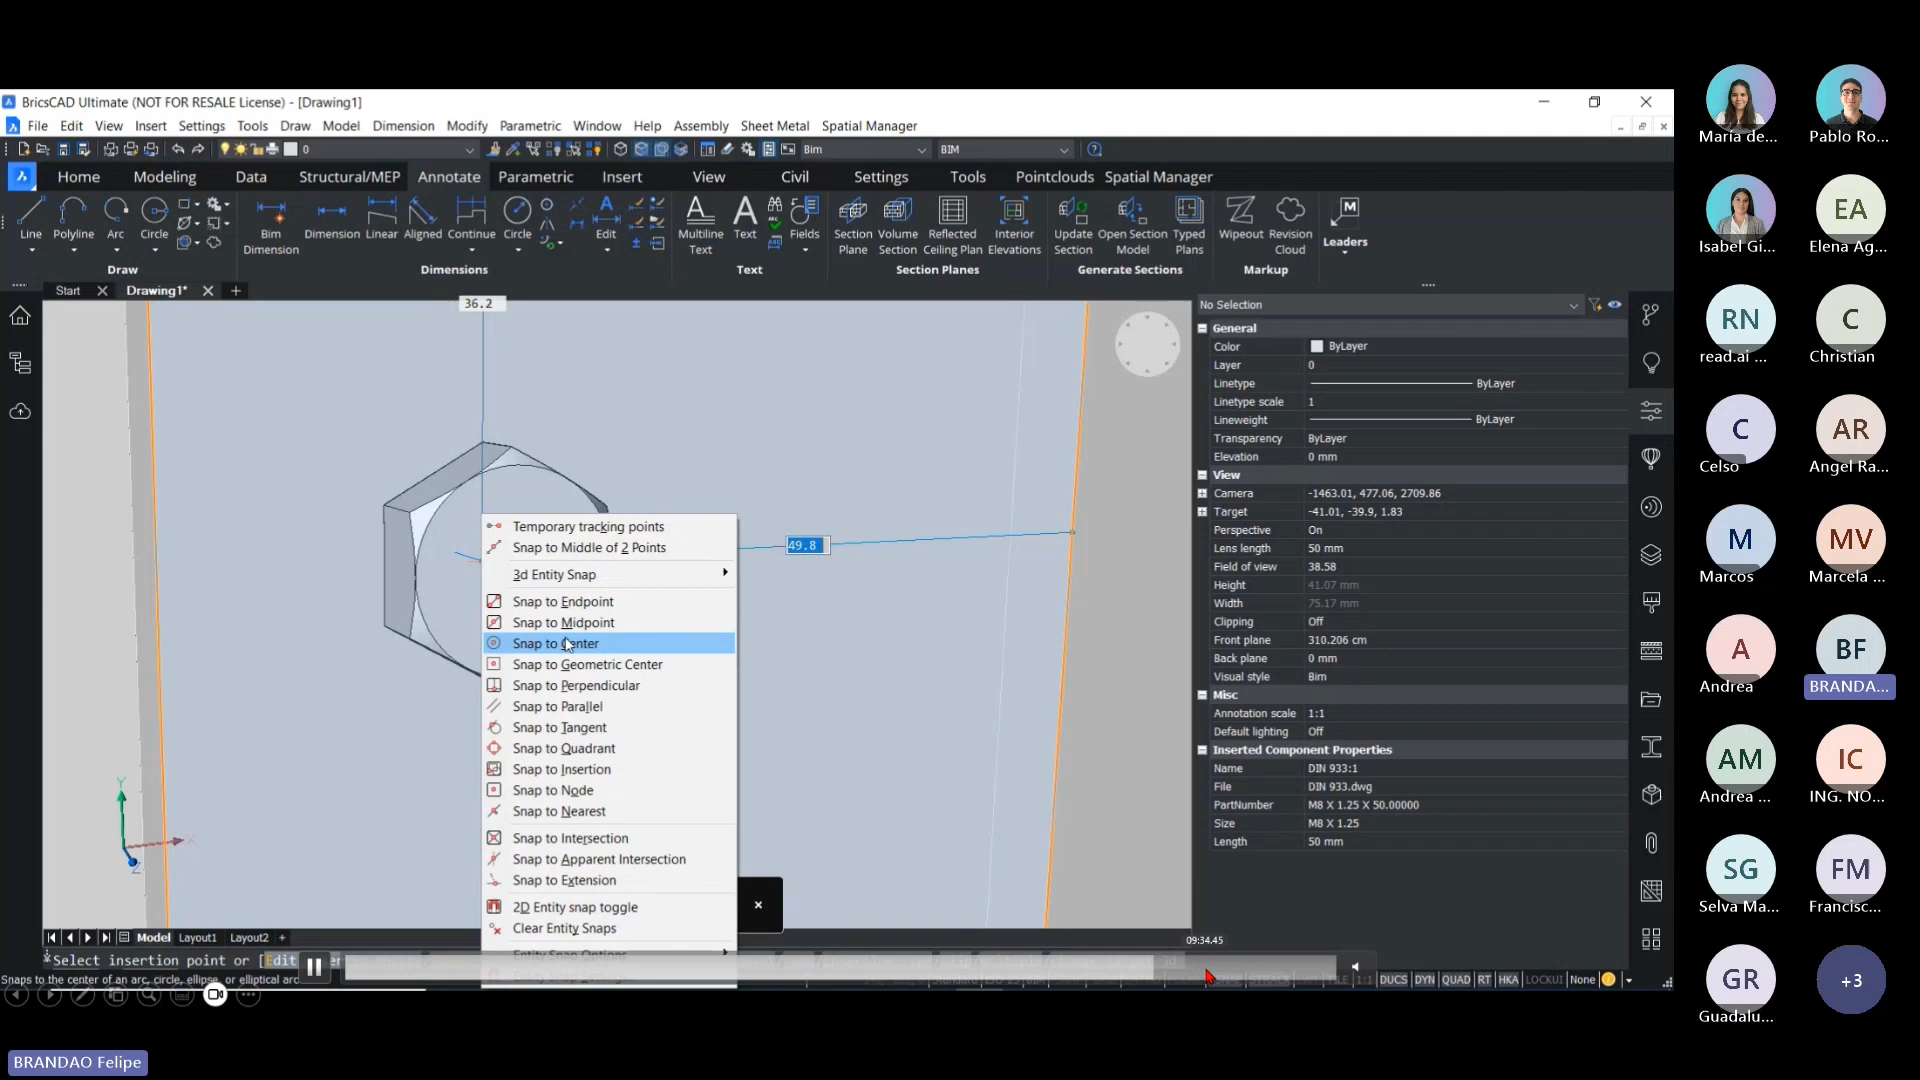 BricsCAD Ultimate (NOT FOR RESALE License) - [Drawing1]
File Edit View Insert Settings Tools Draw Model Dimension Modify Parametric Window Help Assembly Sheet Metal Spatial Manager
0 Bim BIM
Home Modeling Data Structural/MEP Annotate Parametric Insert View Civil Settings Tools Pointclouds Spatial Manager
Line Polyline Arc Circle Bim Dimension Dimension Linear Aligned Continue Circle Edit Multiline Text Text Fields Section Plane Volume Section Reflected Ceiling Plan Interior Elevations Update Section Open Section Model Typed Plans Wipeout Revision Cloud Leaders
Draw Dimensions Text Section Planes Generate Sections Markup
Start Drawing1*
36.2
49.8
Temporary tracking points
Snap to Middle of 2 Points
3d Entity Snap
Snap to Endpoint
Snap to Midpoint
Snap to Center
Snap to Geometric Center
Snap to Perpendicular
Snap to Parallel
Snap to Tangent
Snap to Quadrant
Snap to Insertion
Snap to Node
Snap to Nearest
Snap to Intersection
Snap to Apparent Intersection
Snap to Extension
2D Entity snap toggle
Clear Entity Snaps
Entity Snap Options
Y
X
Z
No Selection
General
Color ByLayer
Layer 0
Linetype ByLayer
Linetype scale 1
Lineweight ByLayer
Transparency ByLayer
Elevation 0 mm
View
Camera -1463.01, 477.06, 2709.86
Target -41.01, -39.9, 1.83
Perspective On
Lens length 50 mm
Field of view 38.58
Height 41.07 mm
Width 75.17 mm
Clipping Off
Front plane 310.206 cm
Back plane 0 mm
Visual style Bim
Misc
Annotation scale 1:1
Default lighting Off
Inserted Component Properties
Name DIN 933:1
File DIN 933.dwg
PartNumber M8 X 1.25 X 50.00000
Size M8 X 1.25
Length 50 mm
Model Layout1 Layout2
09:34.45
Select insertion point or [Edit
Snaps to the center of an arc, circle, ellipse, or elliptical arc
DUCS DYN QUAD RT HKA LOCKUI None
BRANDAO Felipe
María de...
Pablo Ro...
Isabel Gi...
EA
Elena Ag...
RN
read.ai ...
C
Christian
C
Celso
AR
Angel Ra...
M
Marcos
MV
Marcela ...
A
Andrea
BF
BRANDA...
AM
Andrea ...
IC
ING. NO...
SG
Selva Ma...
FM
Francisc...
GR
Guadalu...
+3